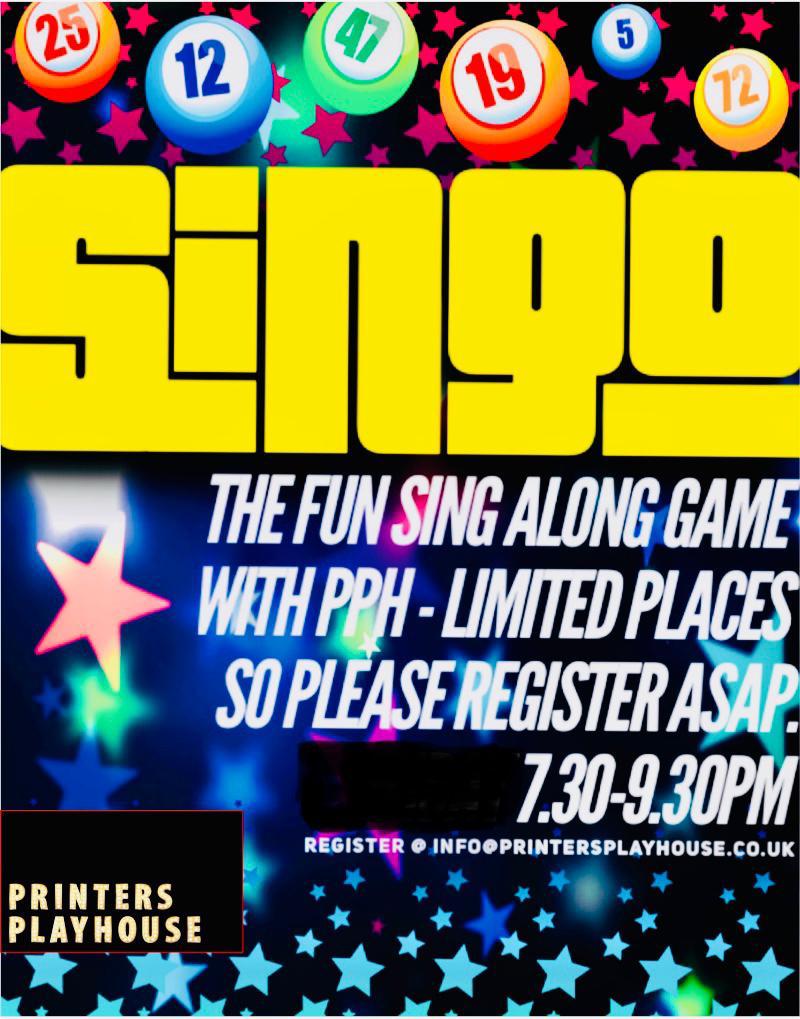 25
12
47
19
5
72
singo
THE FUN SING ALONG GAME
WITH PPH - LIMITED PLACES
SO PLEASE REGISTER ASAP.
7.30-9.30PM
REGISTER @ INFO@PRINTERSPLAYHOUSE.CO.UK
PRINTERS
PLAYHOUSE